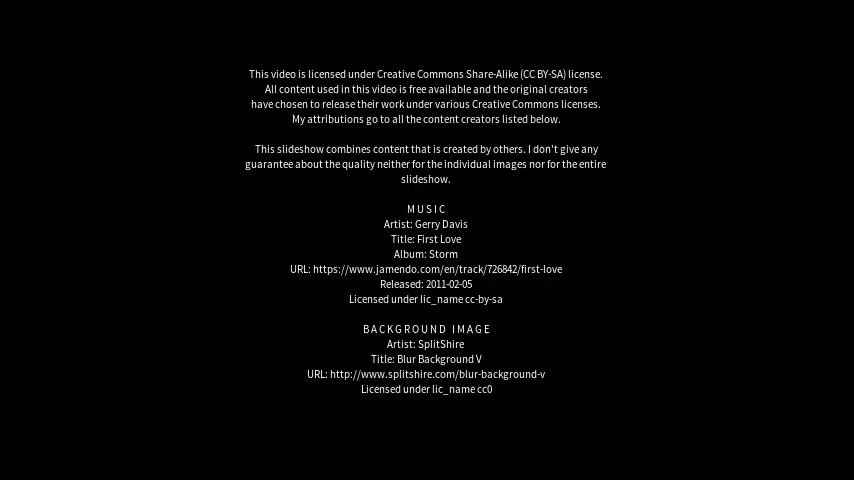 This video is licensed under Creative Commons Share-Alike (CC BY-SA) license.
All content used in this video is free available and the original creators
have chosen to release their work under various Creative Commons licenses.
My attributions go to all the content creators listed below.
This slideshow combines content that is created by others. I don't give any
guarantee about the quality neither for the individual images nor for the entire
slideshow.
MUSIC
Artist: Gerry Davis
Title: First Love
Album: Storm
URL: https://www.jamendo.com/en/track/726842/first-love
Released: 2011-02-05
Licensed under lic_name cc-by-sa
BACKGROUND IMAGE
Artist: SplitShire
Title: Blur Background V
URL: http://www.splitshire.com/blur-background-v
Licensed under lic_name cc0